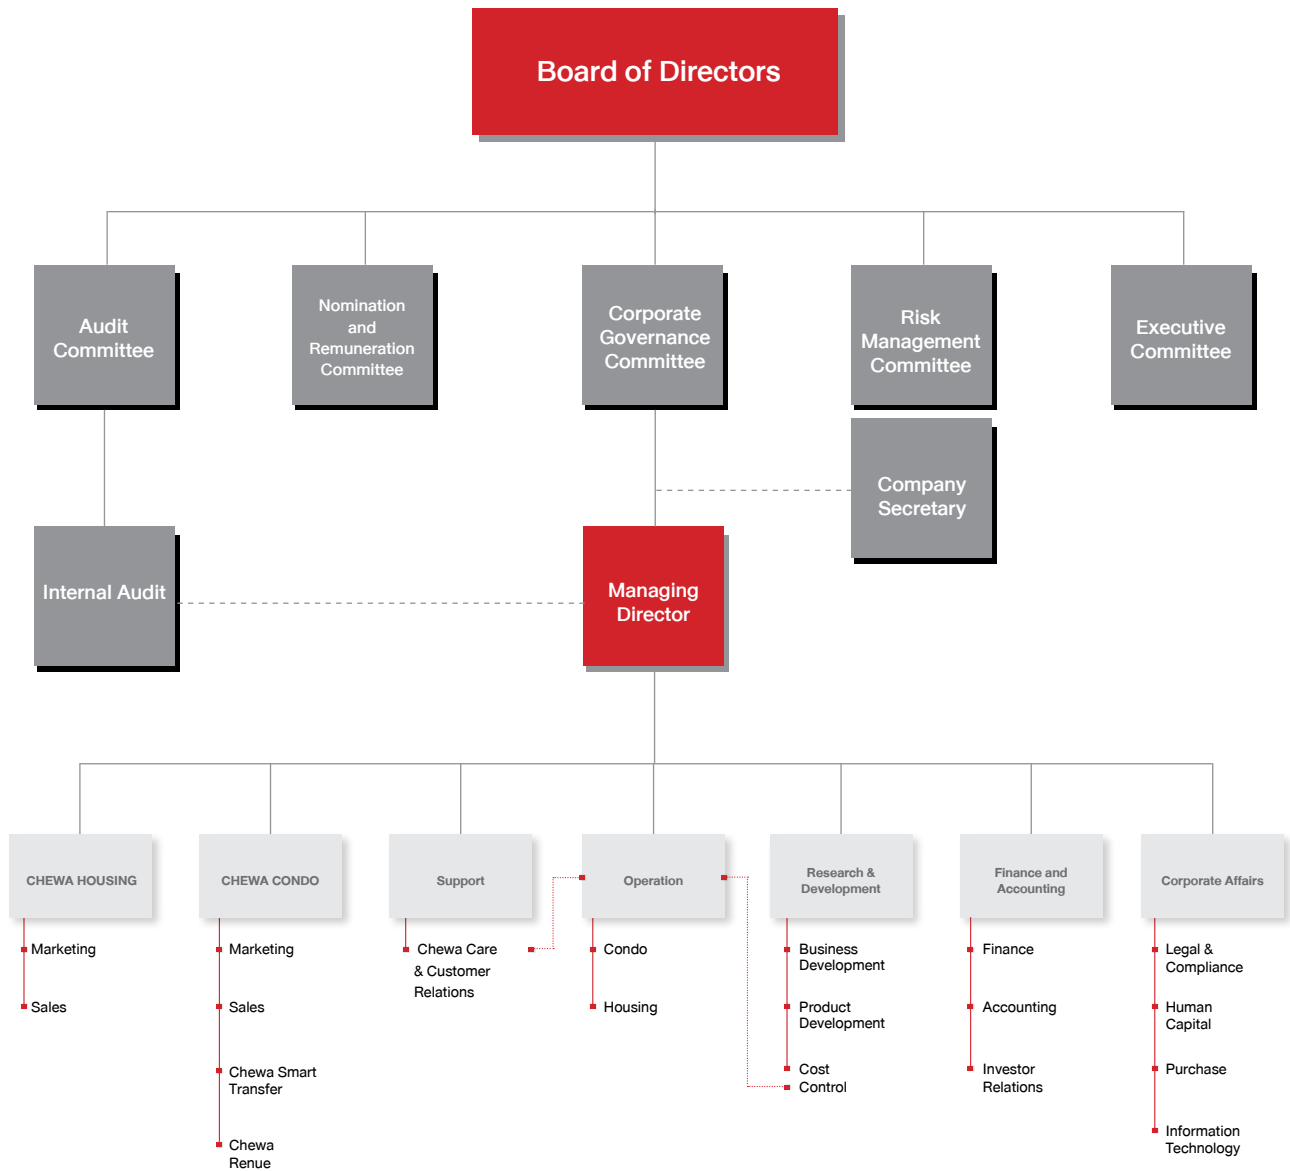 Board of Directors
Audit
Committee
Nomination
and
Remuneration
Committee
Corporate
Governance
Committee
Risk
Management
Committee
Executive
Committee
Company
Secretary
Internal Audit
Managing
Director
CHEWA HOUSING
Marketing
Sales
CHEWA CONDO
Marketing
Sales
Chewa Smart
Transfer
Chewa
Renue
Support
Chewa Care
& Customer
Relations
Operation
Condo
Housing
Research &
Development
Business
Development
Product
Development
Cost
Control
Finance and
Accounting
Finance
Accounting
Investor
Relations
Corporate Affairs
Legal &
Compliance
Human
Capital
Purchase
Information
Technology